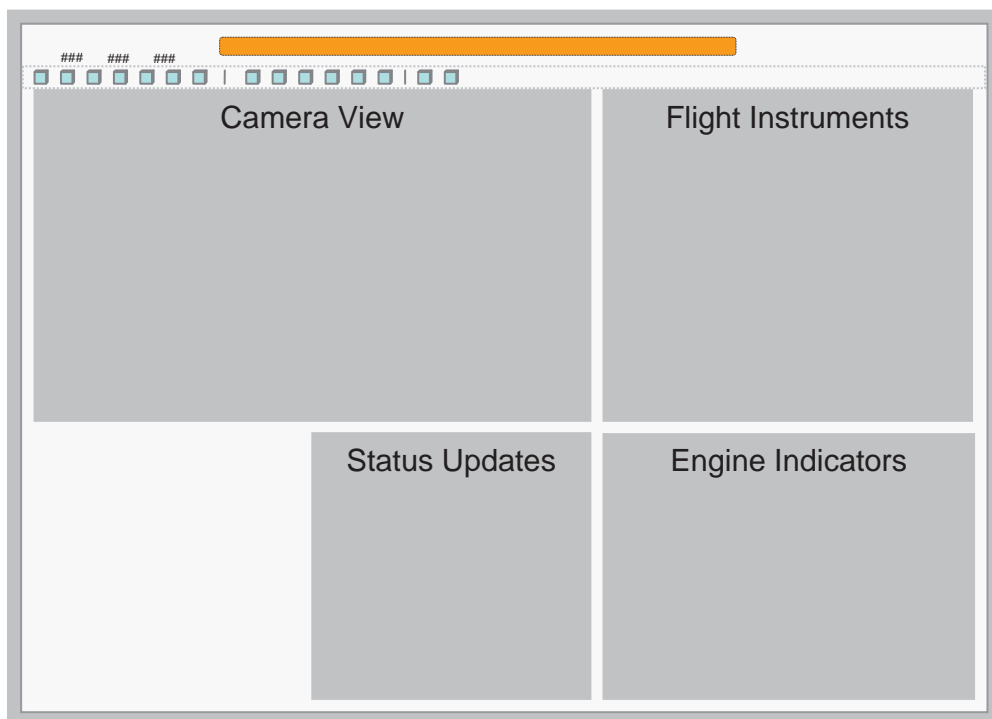 ### ### ###
Camera View
Flight Instruments
Status Updates
Engine Indicators